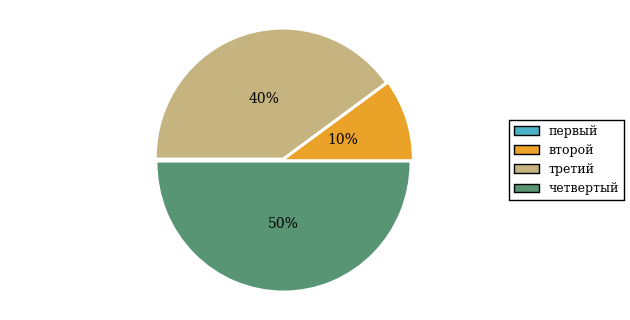 40%
10%
50%
первый
второй
третий
четвертый